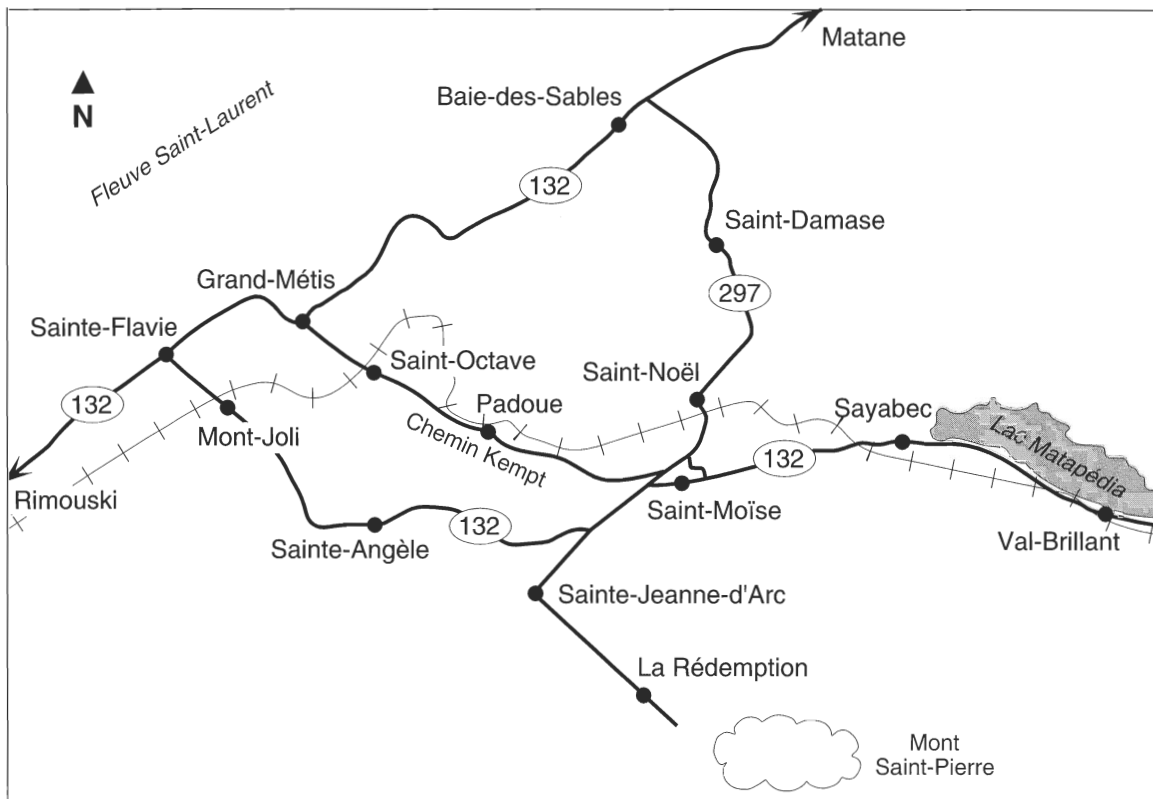 Matane
N
Baie-des-Sables
Fleuve Saint-Laurent
132
Saint-Damase
Grand-Métis
297
Sainte-Flavie
Saint-Octave
Saint-Noël
132
Padoue
Sayabec
Mont-Joli
Chemin Kempt
132
Lac Matapédia
Rimouski
Saint-Moïse
132
Sainte-Angèle
Val-Brillant
Sainte-Jeanne-d'Arc
La Rédemption
Mont
Saint-Pierre